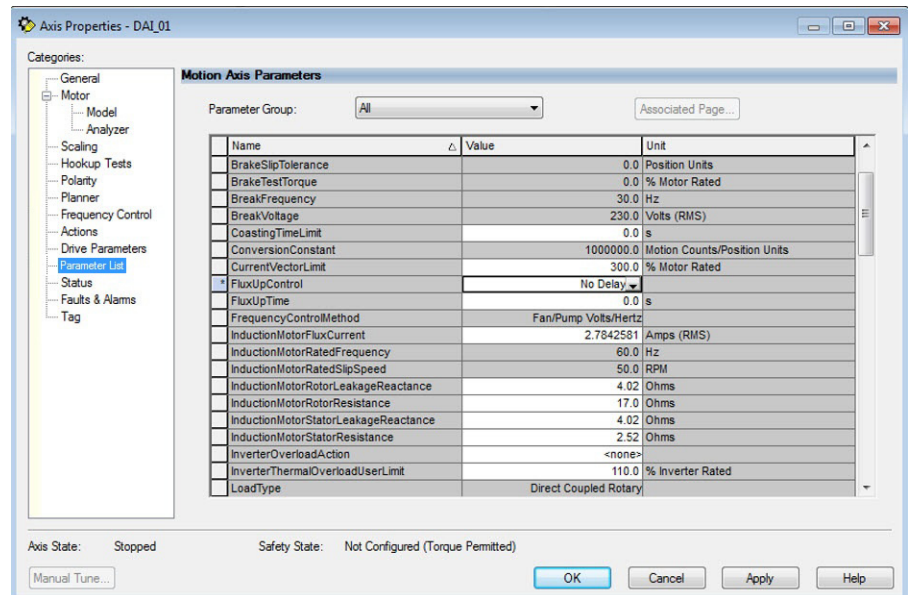 Axis Properties - DAI_01
Categories:
General
Motor
Model
Analyzer
Scaling
Hookup Tests
Polarity
Planner
Frequency Control
Actions
Drive Parameters
Parameter List
Status
Faults & Alarms
Tag
Motion Axis Parameters
Parameter Group: All Associated Page...
Name Value Unit
BrakeSlipTolerance 0.0 Position Units
BrakeTestTorque 0.0 % Motor Rated
BreakFrequency 30.0 Hz
BreakVoltage 230.0 Volts (RMS)
CoastingTimeLimit 0.0 s
ConversionConstant 1000000.0 Motion Counts/Position Units
CurrentVectorLimit 300.0 % Motor Rated
* FluxUpControl No Delay
FluxUpTime 0.0 s
FrequencyControlMethod Fan/Pump Volts/Hertz
InductionMotorFluxCurrent 2.7842581 Amps (RMS)
InductionMotorRatedFrequency 60.0 Hz
InductionMotorRatedSlipSpeed 50.0 RPM
InductionMotorRotorLeakageReactance 4.02 Ohms
InductionMotorRotorResistance 17.0 Ohms
InductionMotorStatorLeakageReactance 4.02 Ohms
InductionMotorStatorResistance 2.52 Ohms
InverterOverloadAction <none>
InverterThermalOverloadUserLimit 110.0 % Inverter Rated
LoadType Direct Coupled Rotary
Axis State: Stopped Safety State: Not Configured (Torque Permitted)
Manual Tune... OK Cancel Apply Help